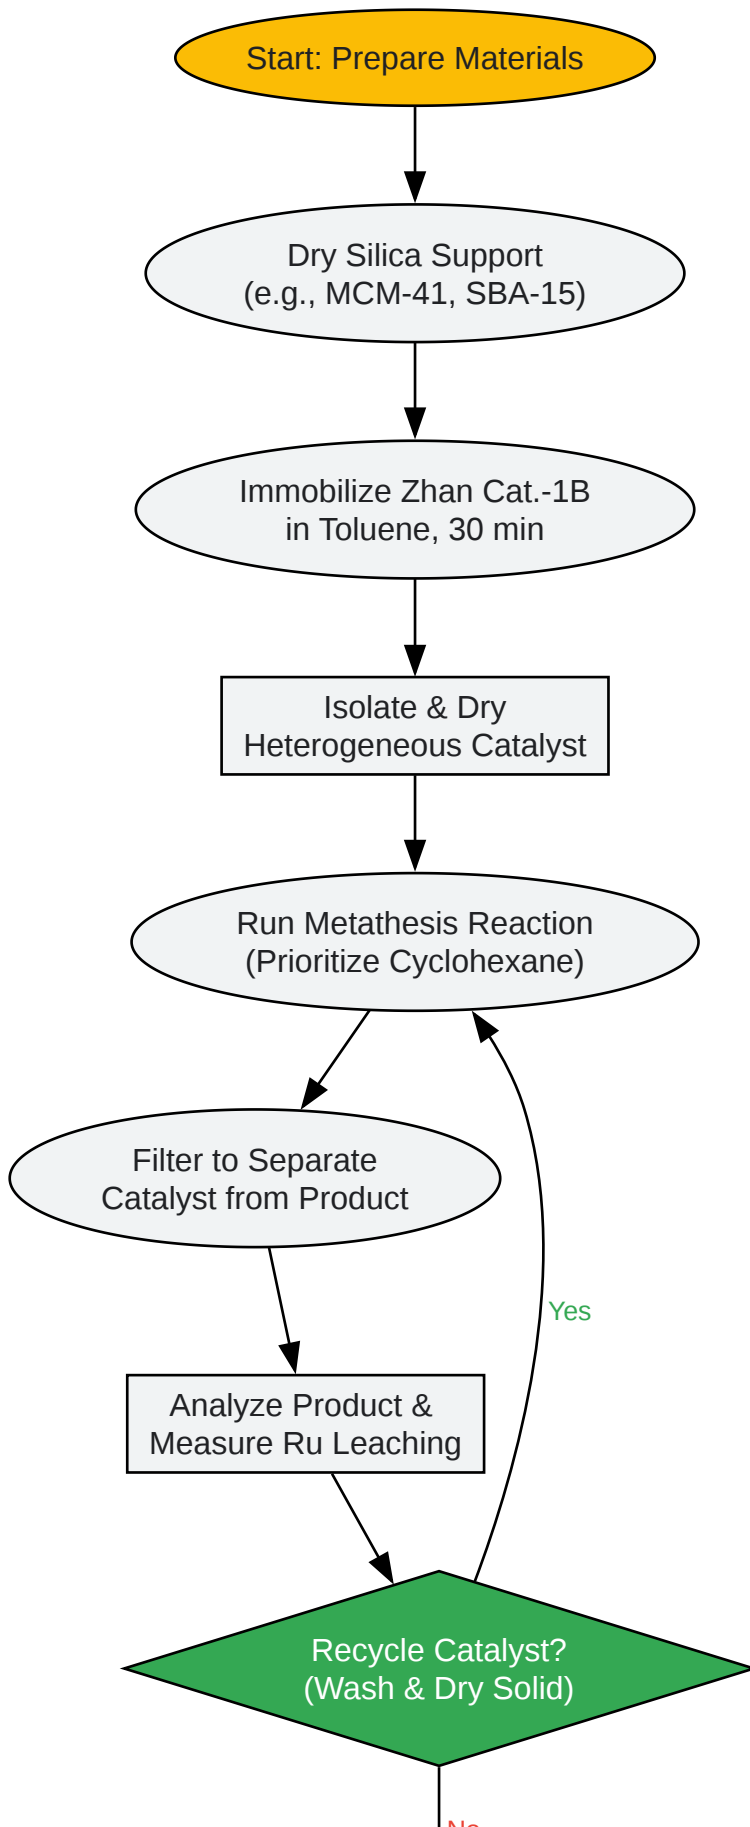 Start: Prepare Materials
Dry Silica Support
(e.g., MCM-41, SBA-15)
Immobilize Zhan Cat.-1B
in Toluene, 30 min
Isolate & Dry
Heterogeneous Catalyst
Run Metathesis Reaction
(Prioritize Cyclohexane)
Filter to Separate
Catalyst from Product
Yes
Analyze Product &
Measure Ru Leaching
Recycle Catalyst?
(Wash & Dry Solid)
No